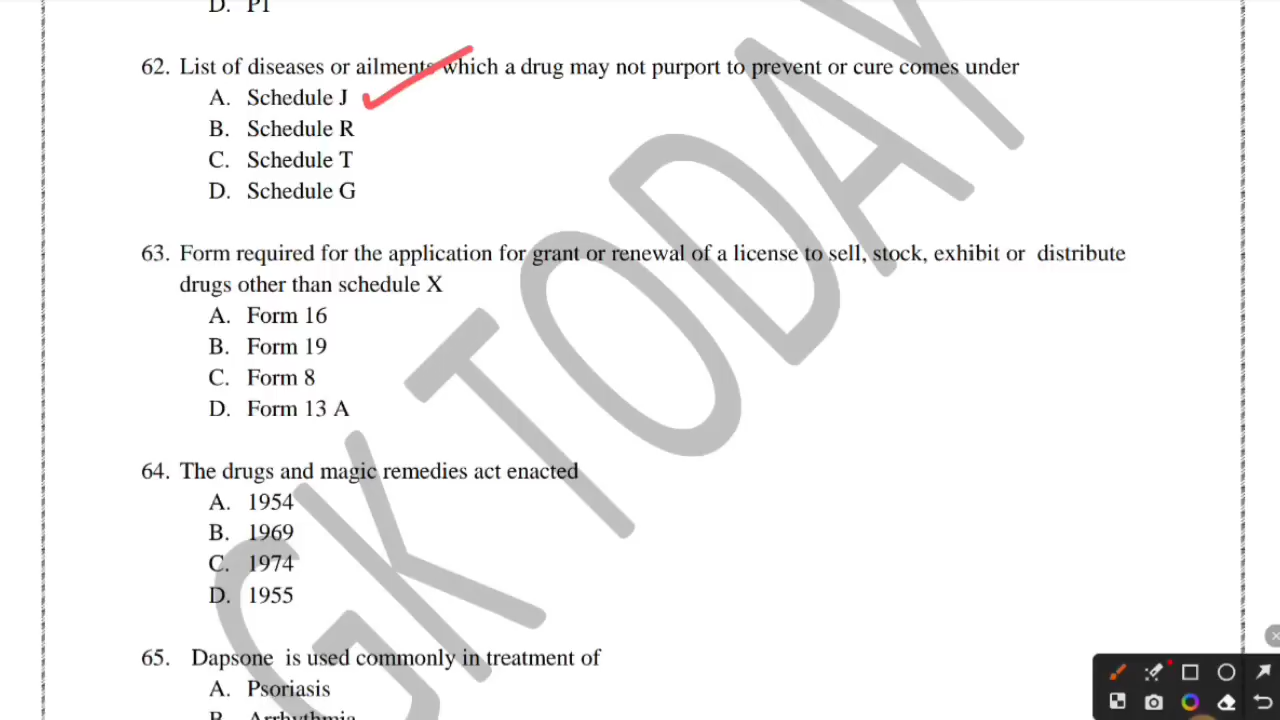 D. P1
62. List of diseases or ailments which a drug may not purport to prevent or cure comes under
A. Schedule J
B. Schedule R
C. Schedule T
D. Schedule G
63. Form required for the application for grant or renewal of a license to sell, stock, exhibit or distribute
drugs other than schedule X
A. Form 16
B. Form 19
C. Form 8
D. Form 13 A
64. The drugs and magic remedies act enacted
A. 1954
B. 1969
C. 1974
D. 1955
65. Dapsone is used commonly in treatment of
A. Psoriasis
B. Arrhythmia
GK TODAY